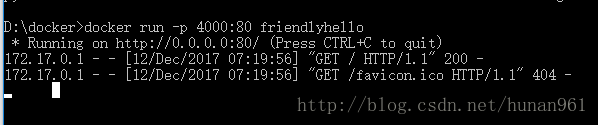 D:\docker>docker run -p 4000:80 friendlyhello
 * Running on http://0.0.0.0:80/ (Press CTRL+C to quit)
172.17.0.1 - - [12/Dec/2017 07:19:56] "GET / HTTP/1.1" 200 -
172.17.0.1 - - [12/Dec/2017 07:19:56] "GET /favicon.ico HTTP/1.1" 404 -
http://blog.csdn.net/hunan961